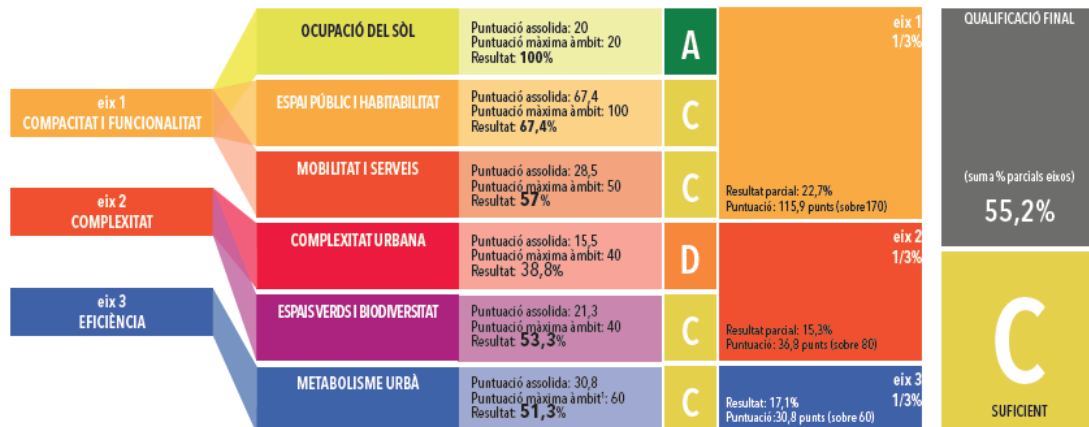 eix 1
COMPACITAT I FUNCIONALITAT
eix 2
COMPLEXITAT
eix 3
EFICIÈNCIA
OCUPACIÓ DEL SÒL
Puntuació assolida: 20
Puntuació màxima àmbit: 20
Resultat: 100%
A
ESPAI PÚBLIC I HABITABILITAT
Puntuació assolida: 67,4
Puntuació màxima àmbit: 100
Resultat: 67,4%
C
MOBILITAT I SERVEIS
Puntuació assolida: 28,5
Puntuació màxima àmbit: 50
Resultat: 57%
C
COMPLEXITAT URBANA
Puntuació assolida: 15,5
Puntuació màxima àmbit: 40
Resultat: 38,8%
D
ESPAIS VERDS I BIODIVERSITAT
Puntuació assolida: 21,3
Puntuació màxima àmbit: 40
Resultat: 53,3%
C
METABOLISME URBÀ
Puntuació assolida: 30,8
Puntuació màxima àmbit¹: 60
Resultat: 51,3%
C
eix 1
1/3%
Resultat parcial: 22,7%
Puntuació: 115,9 punts (sobre 170)
eix 2
1/3%
Resultat parcial: 15,3%
Puntuació: 36,8 punts (sobre 80)
eix 3
1/3%
Resultat: 17,1%
Puntuació:30,8 punts (sobre 60)
QUALIFICACIÓ FINAL
(suma % parcials eixos)
55,2%
C
SUFICIENT